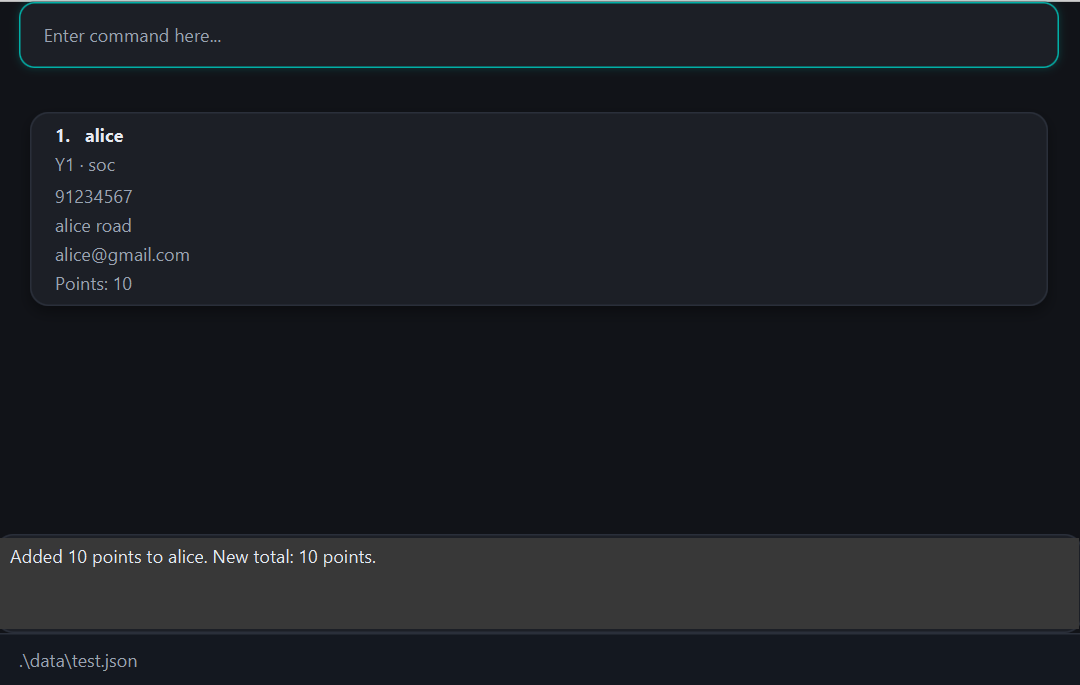 Enter command here...
1. alice
Y1 · soc
91234567
alice road
alice@gmail.com
Points: 10
Added 10 points to alice. New total: 10 points.
.\data\test.json